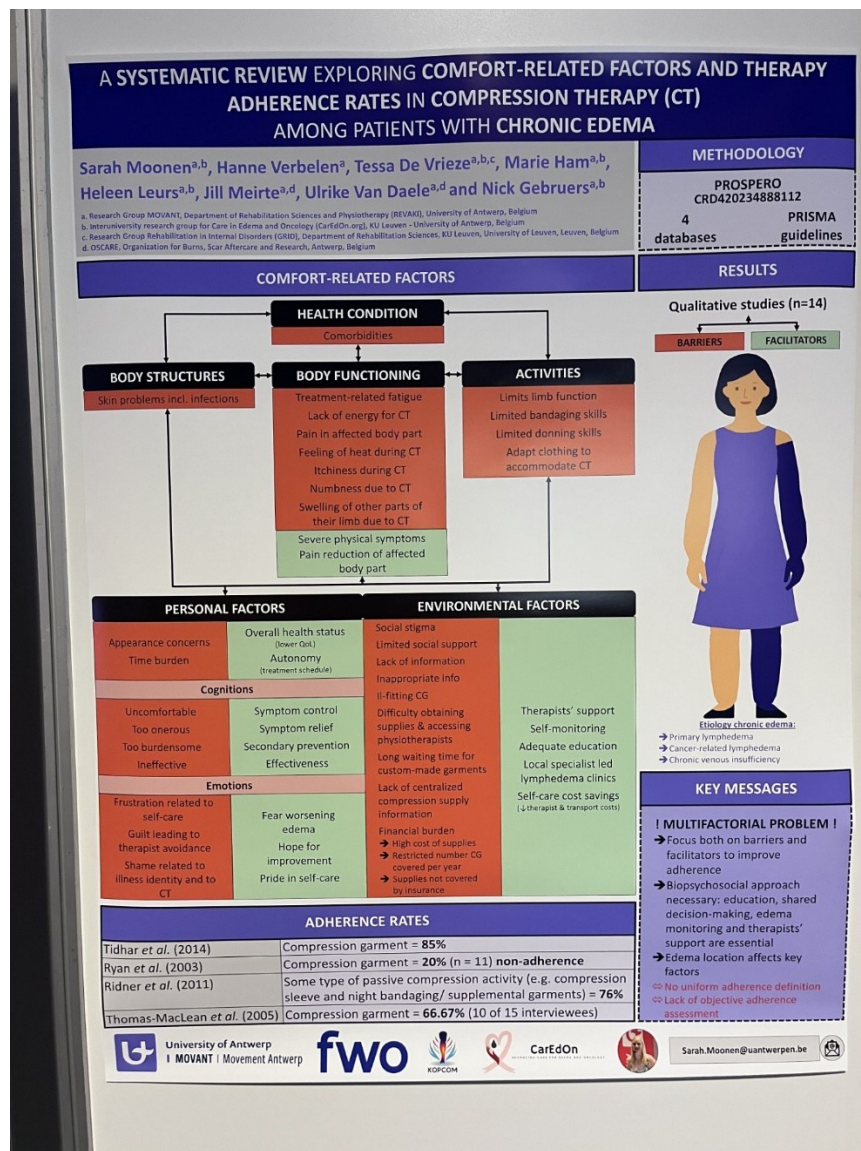 A SYSTEMATIC REVIEW EXPLORING COMFORT-RELATED FACTORS AND THERAPY
ADHERENCE RATES IN COMPRESSION THERAPY (CT)
AMONG PATIENTS WITH CHRONIC EDEMA
Sarah Moonen a,b, Hanne Verbelen a, Tessa De Vrieze a,b,c, Marie Ham a,b,
Heleen Leurs a,b, Jill Meirte a,d, Ulrike Van Daele a,d and Nick Gebruers a,b
a. Research Group MOVANT, Department of Rehabilitation Sciences and Physiotherapy (REVAKI), University of Antwerp, Belgium
b. Interuniversity research group for Care in Edema and Oncology (CarEdOn.org), KU Leuven - University of Antwerp, Belgium
c. Research Group Rehabilitation in Internal Disorders (GRID), Department of Rehabilitation Sciences, KU Leuven, University of Leuven, Leuven, Belgium
d. OSCARE, Organization for Burns, Scar Aftercare and Research, Antwerp, Belgium
METHODOLOGY
PROSPERO
CRD420234888112
4
databases
PRISMA
guidelines
COMFORT-RELATED FACTORS
HEALTH CONDITION
Comorbidities
BODY STRUCTURES
Skin problems incl. infections
BODY FUNCTIONING
Treatment-related fatigue
Lack of energy for CT
Pain in affected body part
Feeling of heat during CT
Itchiness during CT
Numbness due to CT
Swelling of other parts of
their limb due to CT
Severe physical symptoms
Pain reduction of affected
body part
ACTIVITIES
Limits limb function
Limited bandaging skills
Limited donning skills
Adapt clothing to
accommodate CT
PERSONAL FACTORS
Appearance concerns
Time burden
Overall health status
(lower QoL)
Autonomy
(treatment schedule)
Cognitions
Uncomfortable
Too onerous
Too burdensome
Ineffective
Symptom control
Symptom relief
Secondary prevention
Effectiveness
Emotions
Frustration related to
self-care
Guilt leading to
therapist avoidance
Shame related to
illness identity and to
CT
Fear worsening
edema
Hope for
improvement
Pride in self-care
ENVIRONMENTAL FACTORS
Social stigma
Limited social support
Lack of information
Inappropriate info
Il-fitting CG
Difficulty obtaining
supplies & accessing
physiotherapists
Long waiting time for
custom-made garments
Lack of centralized
compression supply
information
Financial burden
➔ High cost of supplies
➔ Restricted number CG
covered per year
➔ Supplies not covered
by insurance
Therapists' support
Self-monitoring
Adequate education
Local specialist led
lymphedema clinics
Self-care cost savings
(↓therapist & transport costs)
RESULTS
Qualitative studies (n=14)
BARRIERS
FACILITATORS
Etiology chronic edema:
➔ Primary lymphedema
➔ Cancer-related lymphedema
➔ Chronic venous insufficiency
KEY MESSAGES
! MULTIFACTORIAL PROBLEM !
➔ Focus both on barriers and
facilitators to improve
adherence
➔ Biopsychosocial approach
necessary: education, shared
decision-making, edema
monitoring and therapists'
support are essential
➔ Edema location affects key
factors
⇔ No uniform adherence definition
⇔ Lack of objective adherence
assessment
ADHERENCE RATES
Tidhar et al. (2014) Compression garment = 85%
Ryan et al. (2003) Compression garment = 20% (n = 11) non-adherence
Ridner et al. (2011) Some type of passive compression activity (e.g. compression
sleeve and night bandaging/ supplemental garments) = 76%
Thomas-MacLean et al. (2005) Compression garment = 66.67% (10 of 15 interviewees)
University of Antwerp
I MOVANT | Movement Antwerp
fwo
KOPCOM
CarEdOn
Sarah.Moonen@uantwerpen.be